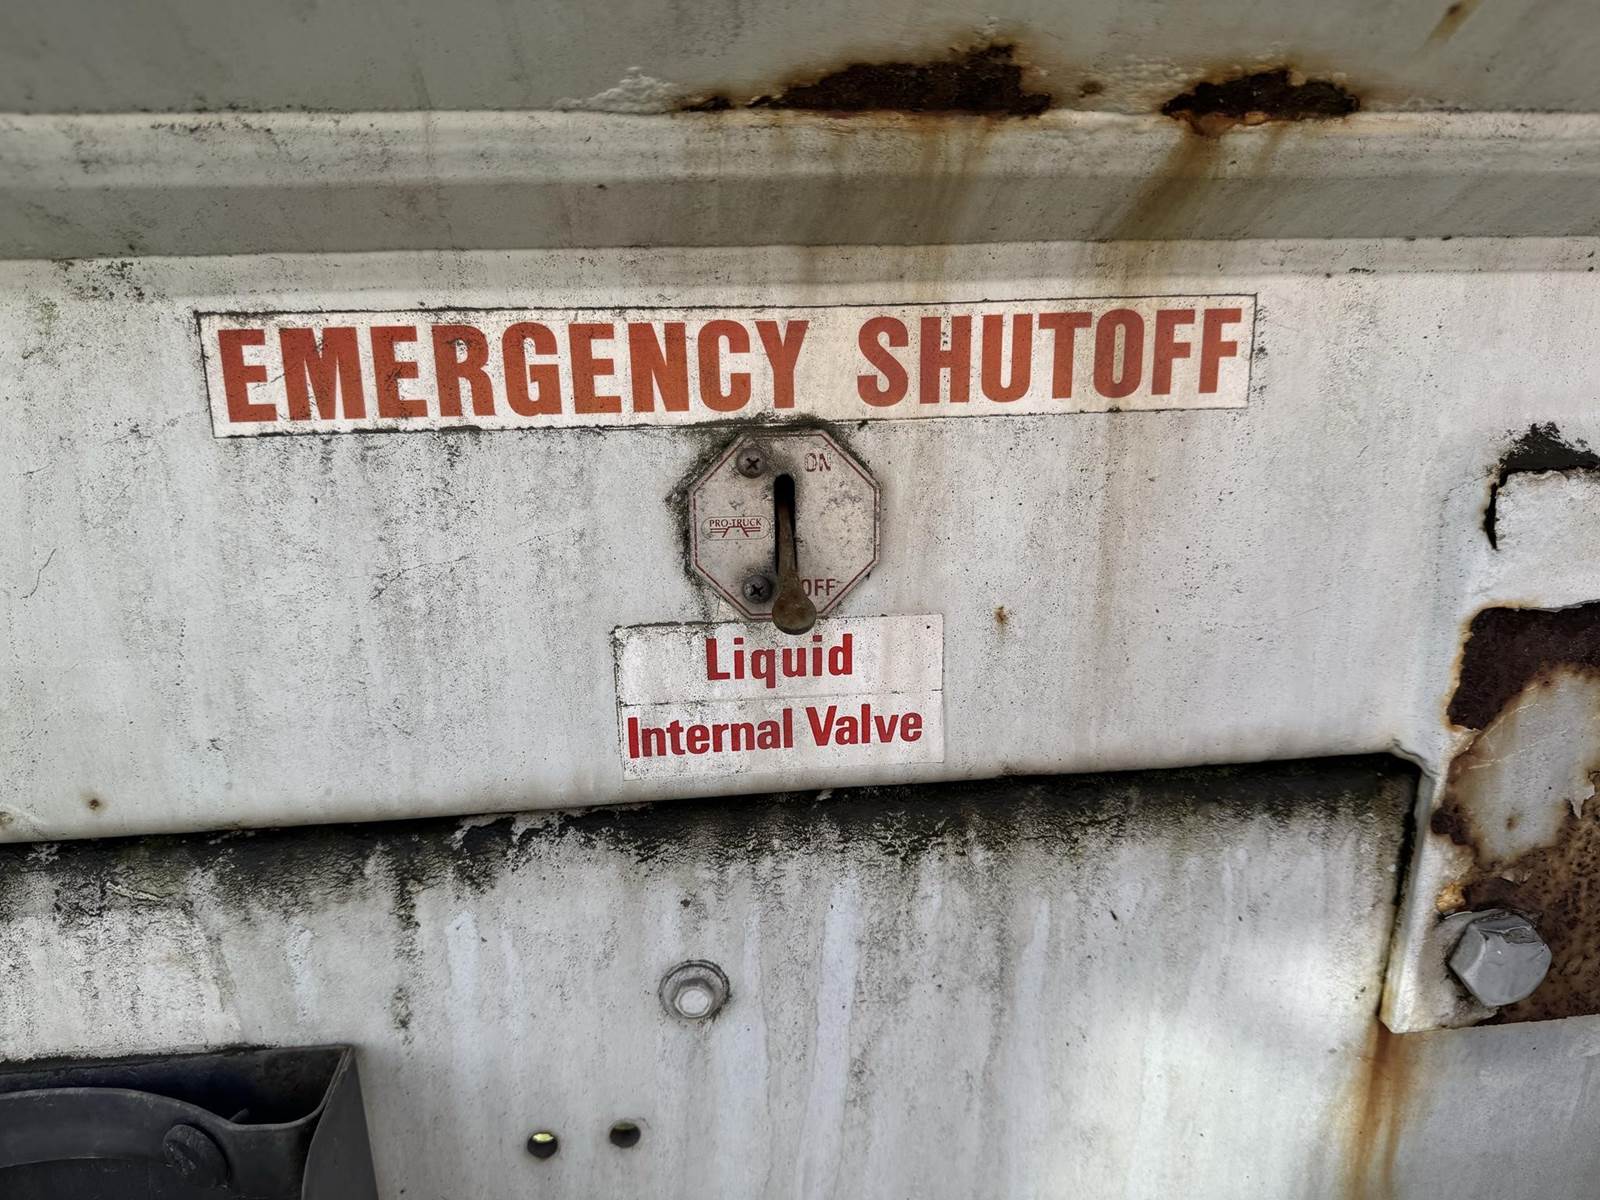 EMERGENCY SHUTOFF
ON
PRO-TRUCK
OFF
Liquid
Internal Valve